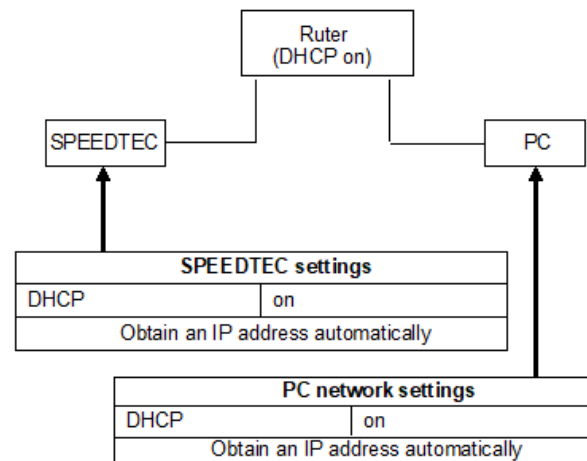 Ruter
(DHCP on)
SPEEDTEC
PC
SPEEDTEC settings
DHCP on
Obtain an IP address automatically
PC network settings
DHCP on
Obtain an IP address automatically